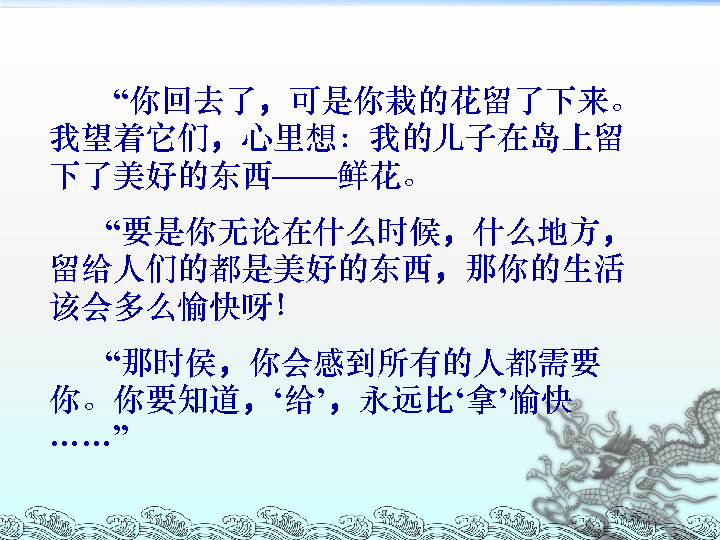 “你回去了，可是你栽的花留了下来。
我望着它们，心里想：我的儿子在岛上留
下了美好的东西——鲜花。
“要是你无论在什么时候，什么地方，
留给人们的都是美好的东西，那你的生活
该会多么愉快呀！
“那时侯，你会感到所有的人都需要
你。你要知道，‘给’，永远比‘拿’愉快
……”